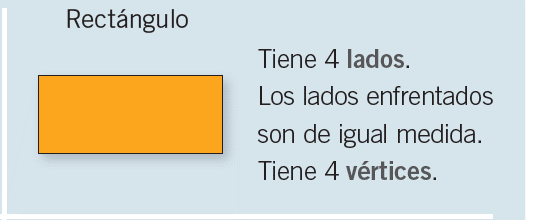 Rectángulo
Tiene 4 lados.
Los lados enfrentados
son de igual medida.
Tiene 4 vértices.